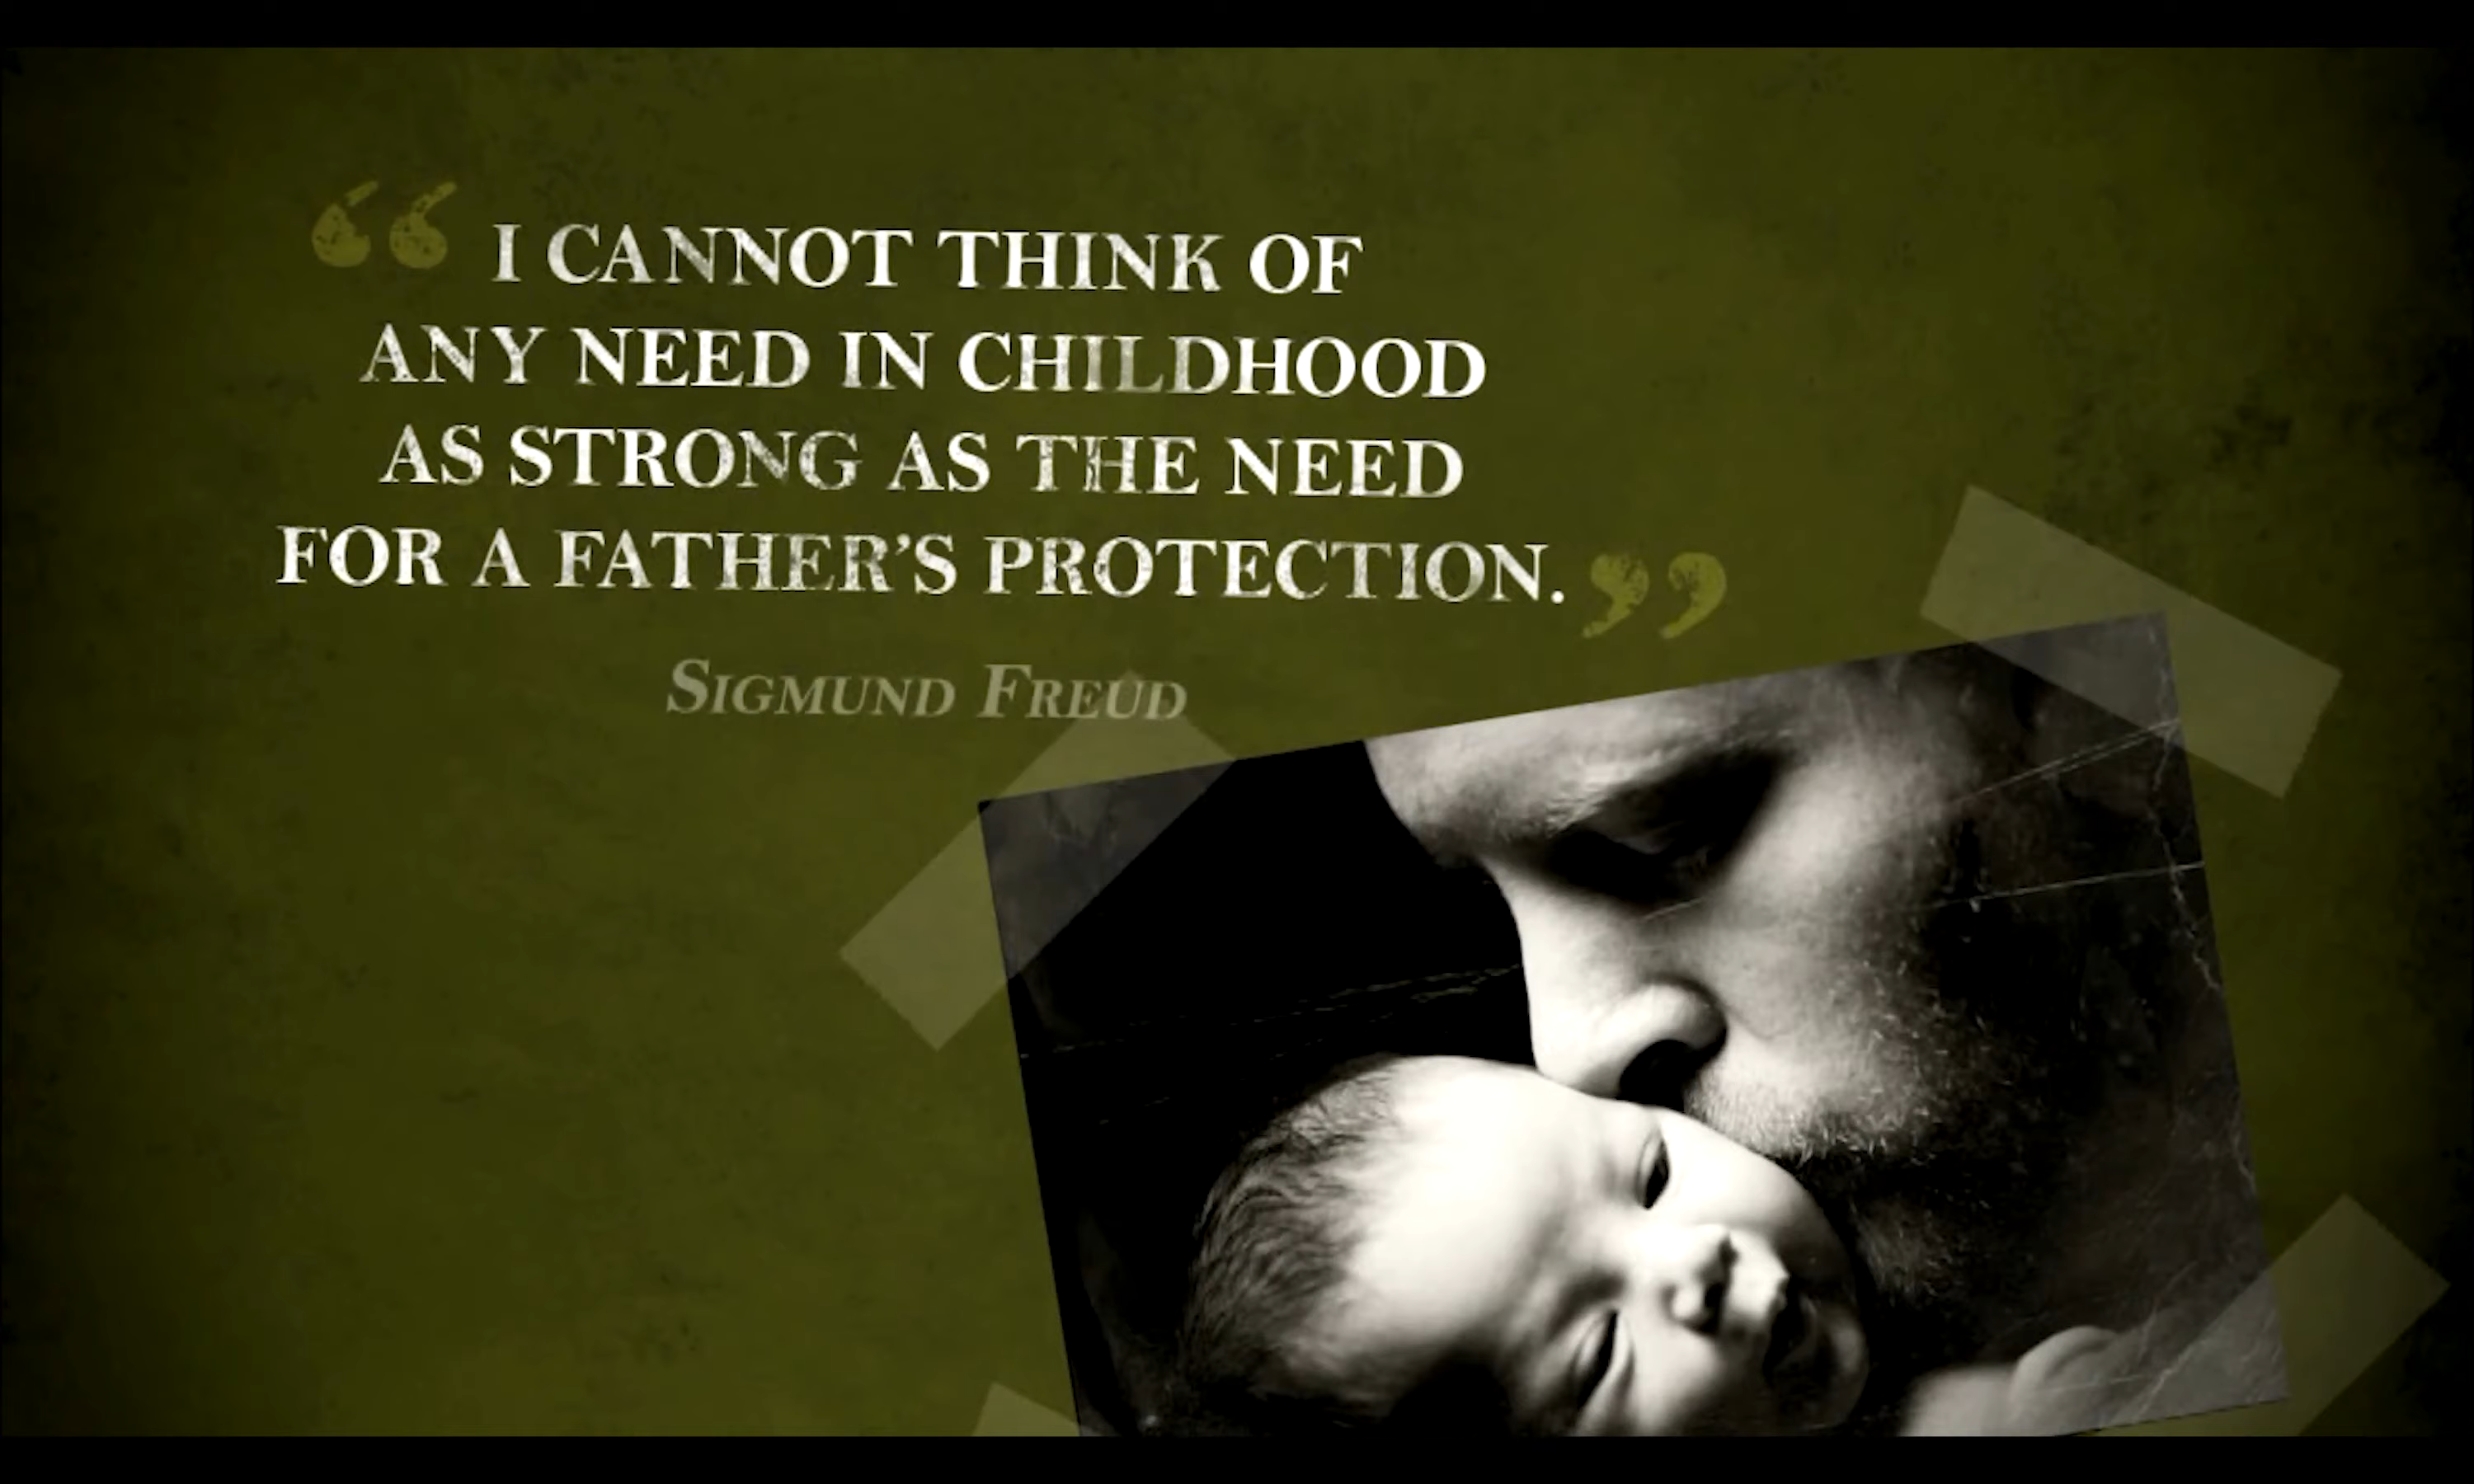 “ I CANNOT THINK OF
ANY NEED IN CHILDHOOD
AS STRONG AS THE NEED
FOR A FATHER’S PROTECTION. ”
SIGMUND FREUD